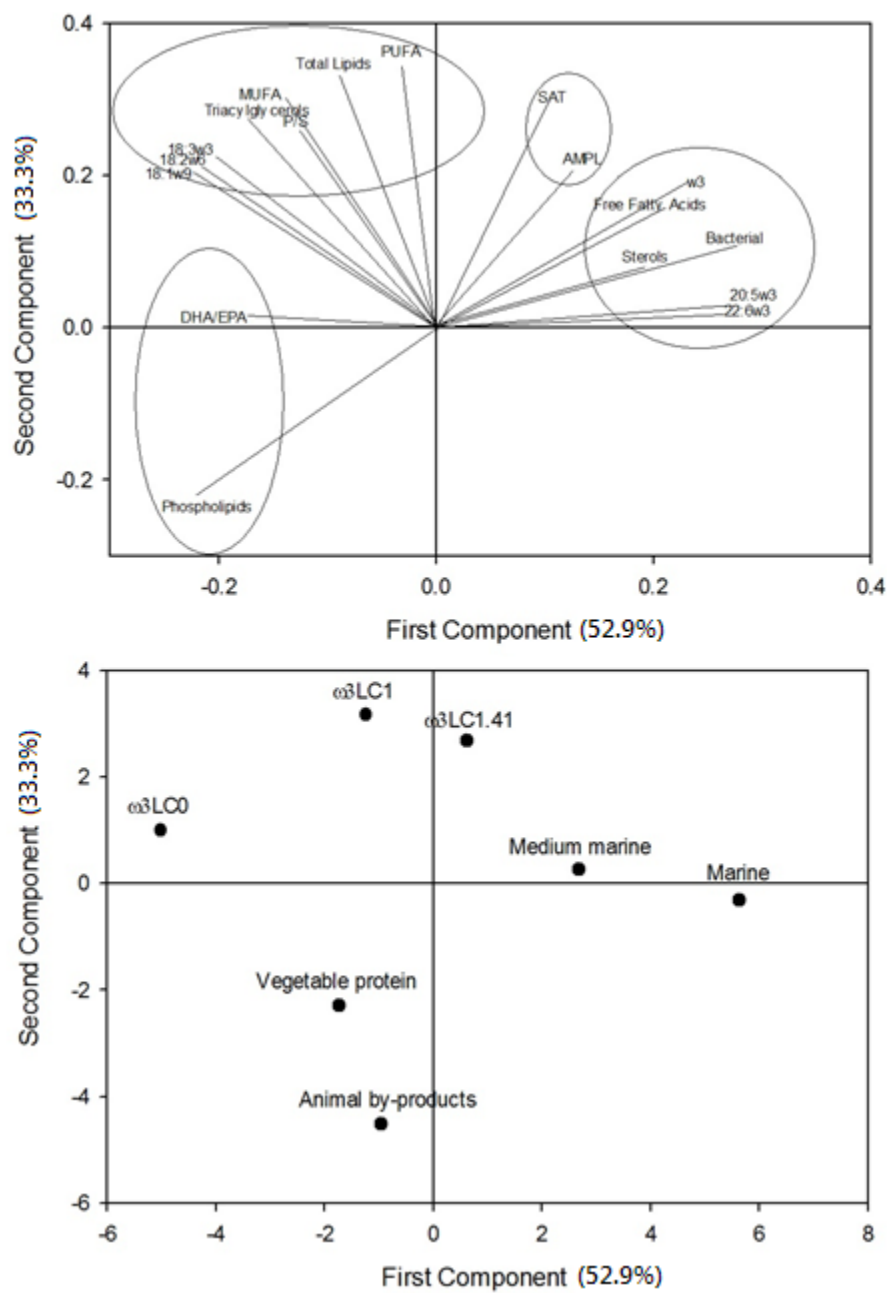 0.4
PUFA
Total Lipids
MUFA
SAT
Triacylgly cerols
P/S
18:3w3
AMPL
18:2w6
0.2
18:1w9
w3
Free Fatty. Acids
Bacterial
Sterols
20:5w3
22:6w3
DHA/EPA
0.0
-0.2
Phospholipids
Second Component (33.3%)
-0.2 0.0 0.2 0.4
First Component (52.9%)
4
ω3LC1
ω3LC1.41
2
ω3LC0
Medium marine
Marine
0
Vegetable protein
-2
Animal by-products
-4
-6
Second Component (33.3%)
-6 -4 -2 0 2 4 6 8
First Component (52.9%)